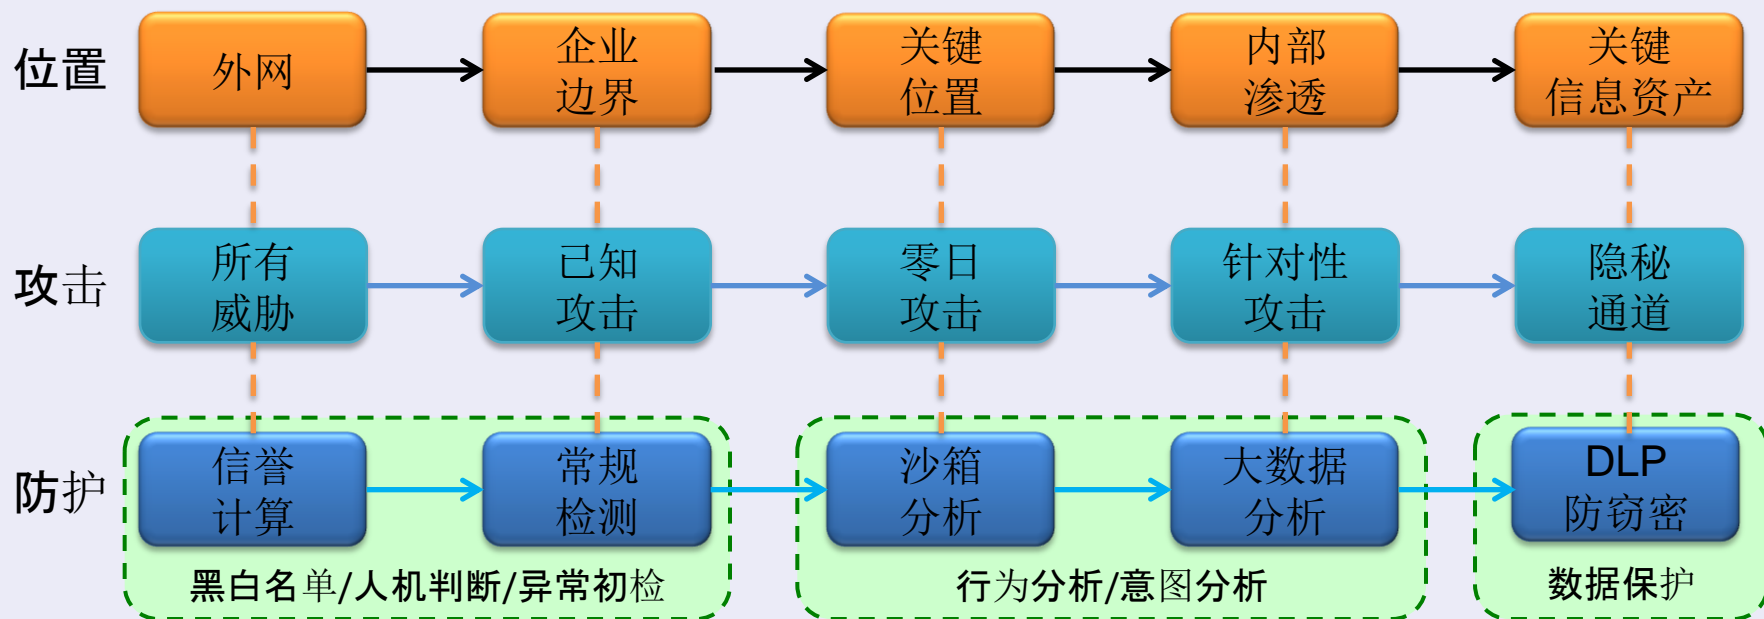 位置
外网
企业
边界
关键
位置
内部
渗透
关键
信息资产
攻击
所有
威胁
已知
攻击
零日
攻击
针对性
攻击
隐秘
通道
防护
信誉
计算
常规
检测
沙箱
分析
大数据
分析
DLP
防窃密
黑白名单/人机判断/异常初检
行为分析/意图分析
数据保护